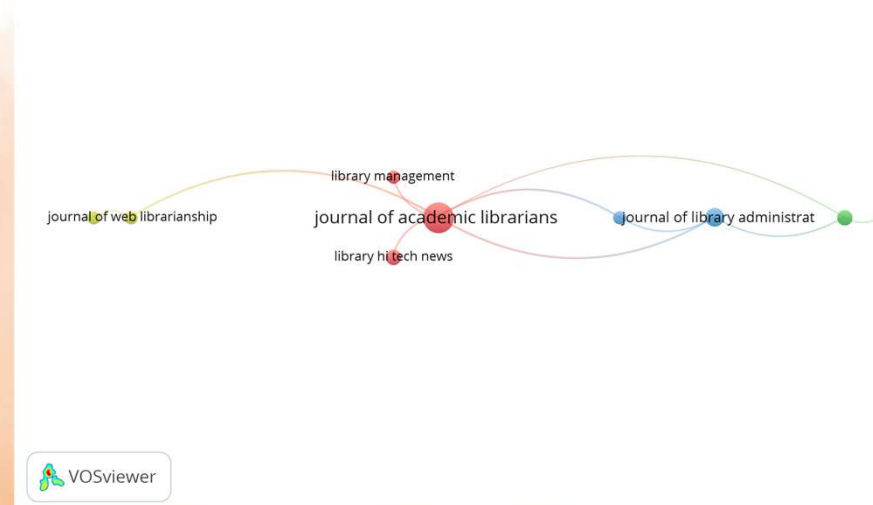 library management
journal of web librarianship
journal of academic librarians
journal of library administrat
library hi tech news
VOSviewer